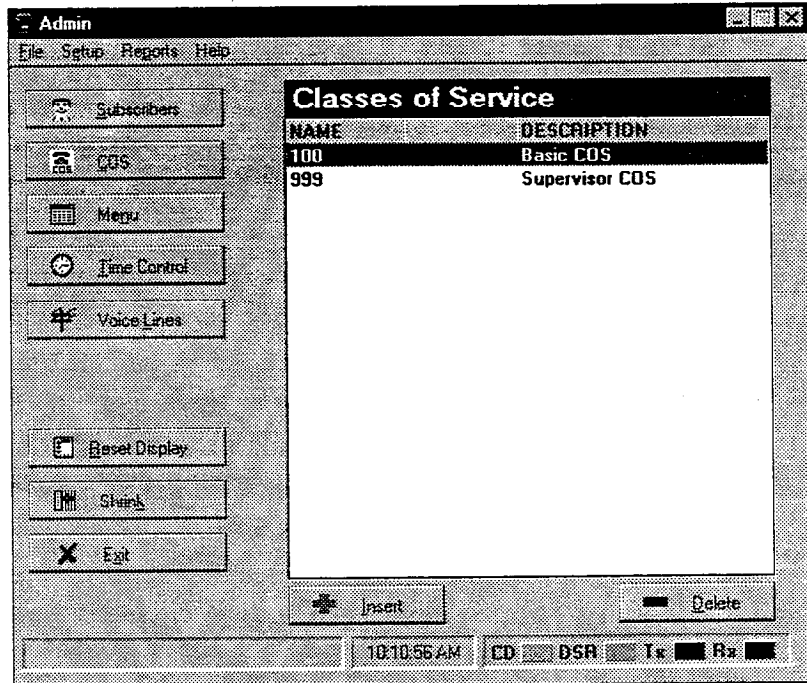 Admin
File Setup Reports Help
Subscribers
COS
COS
Menu
Time Control
Voice Lines
Reset Display
Shrink
Exit
Classes of Service
NAME DESCRIPTION
100 Basic COS
999 Supervisor COS
Insert Delete
10:10:56 AM CD DSR Tx Rx